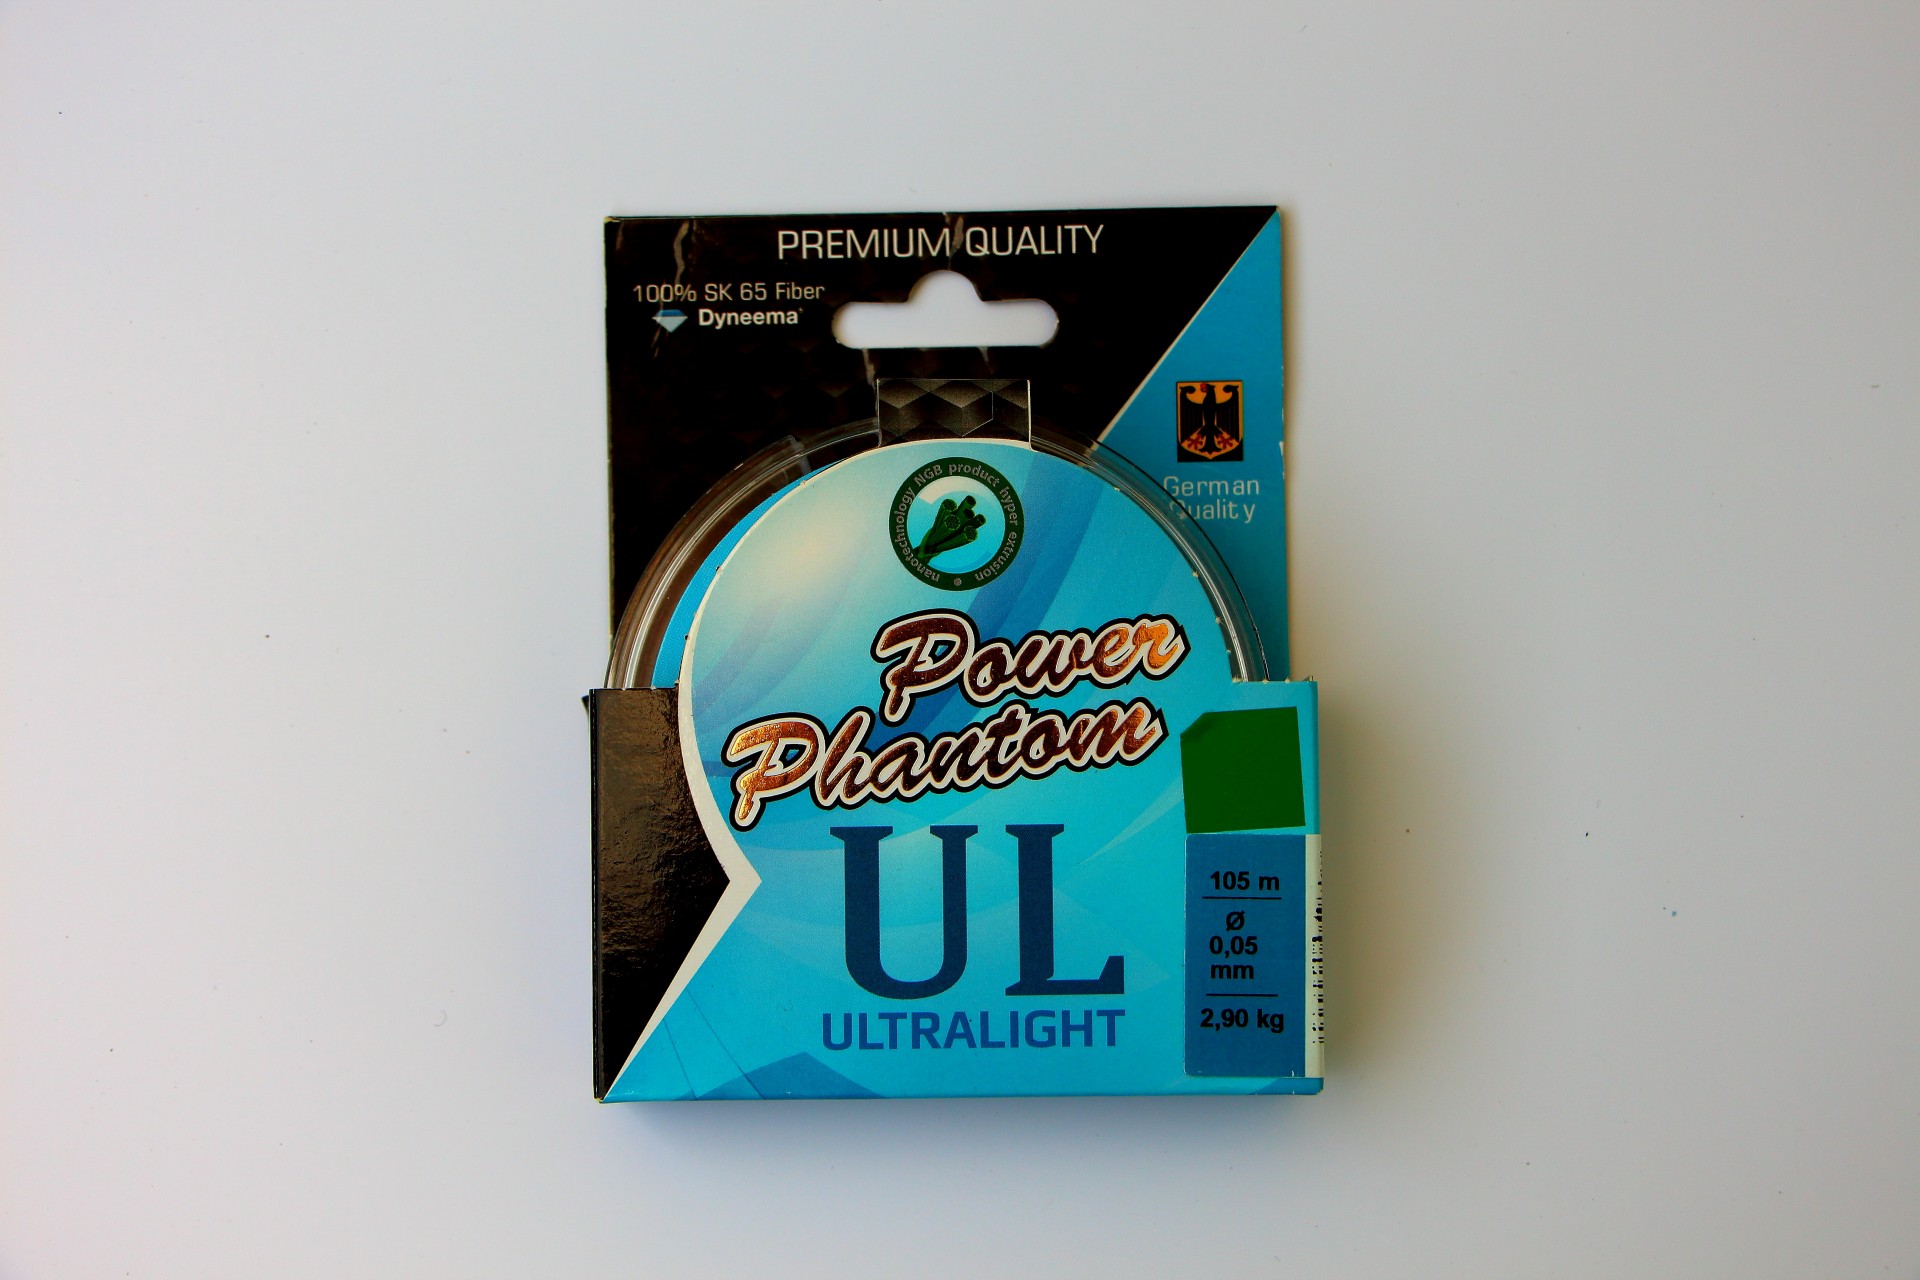 PREMIUM QUALITY
100% SK 65 Fiber
Dyneema
German
Quality
nanotechnology NGB product hyper extrusion
Power
Phantom
UL
ULTRALIGHT
105 m
Ø
0,05
mm
2,90 kg